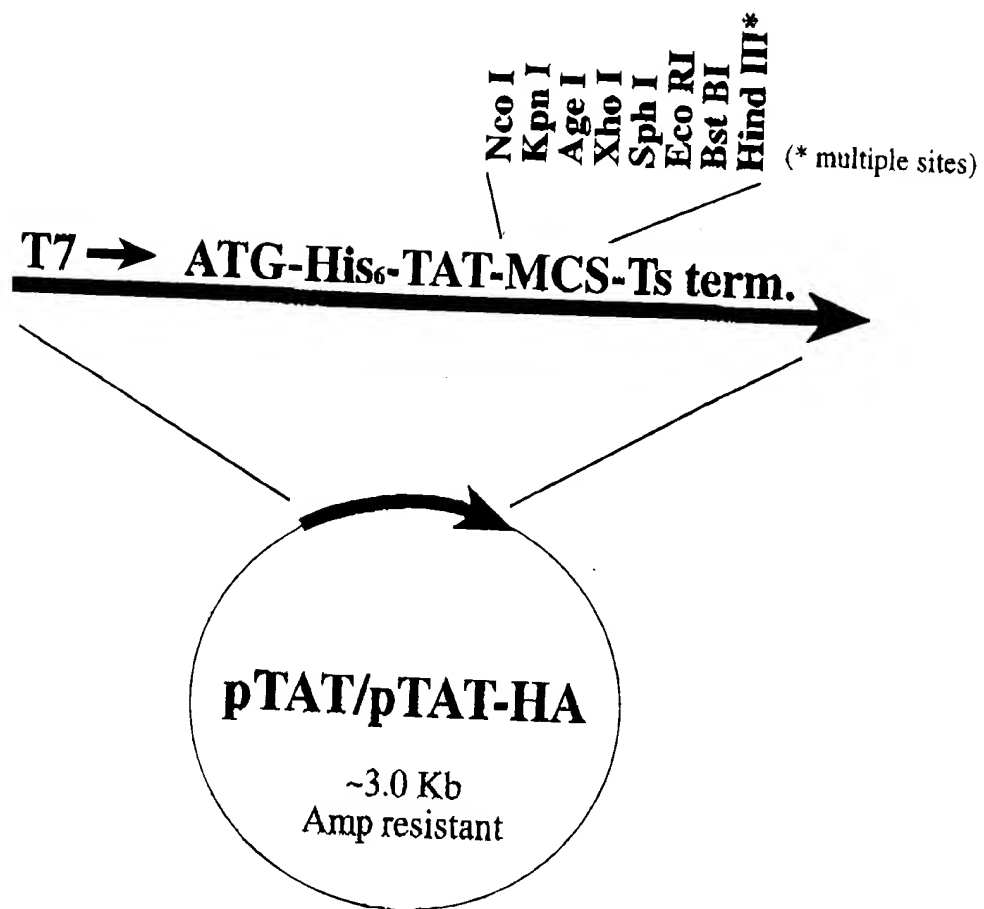 Nco I
Kpn I
Age I
Xho I
Sph I
Eco RI
Bst BI
Hind III*
(* multiple sites)
T7 → ATG-His₆-TAT-MCS-Ts term.
pTAT/pTAT-HA
~3.0 Kb
Amp resistant